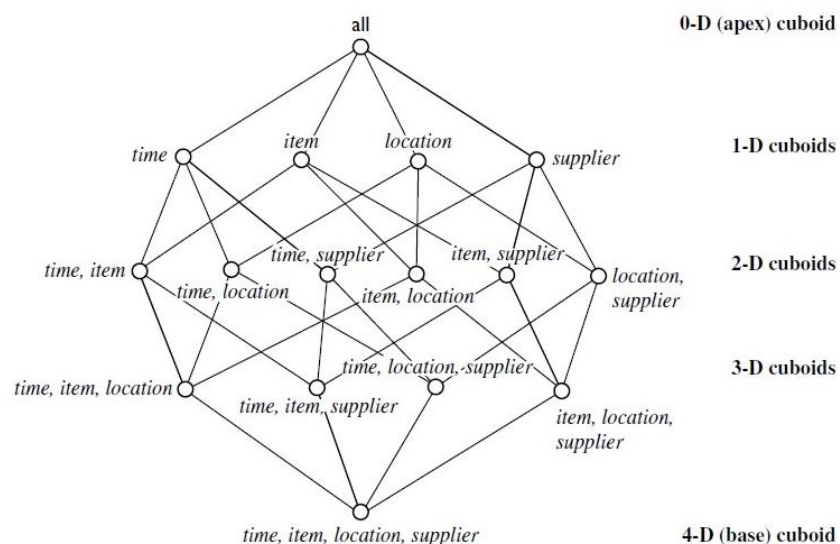 all
0-D (apex) cuboid
time
item
location
supplier
1-D cuboids
time, item
time, location
time, supplier
item, location
item, supplier
location,
supplier
2-D cuboids
time, item, location
time, item, supplier
time, location, supplier
item, location,
supplier
3-D cuboids
time, item, location, supplier
4-D (base) cuboid